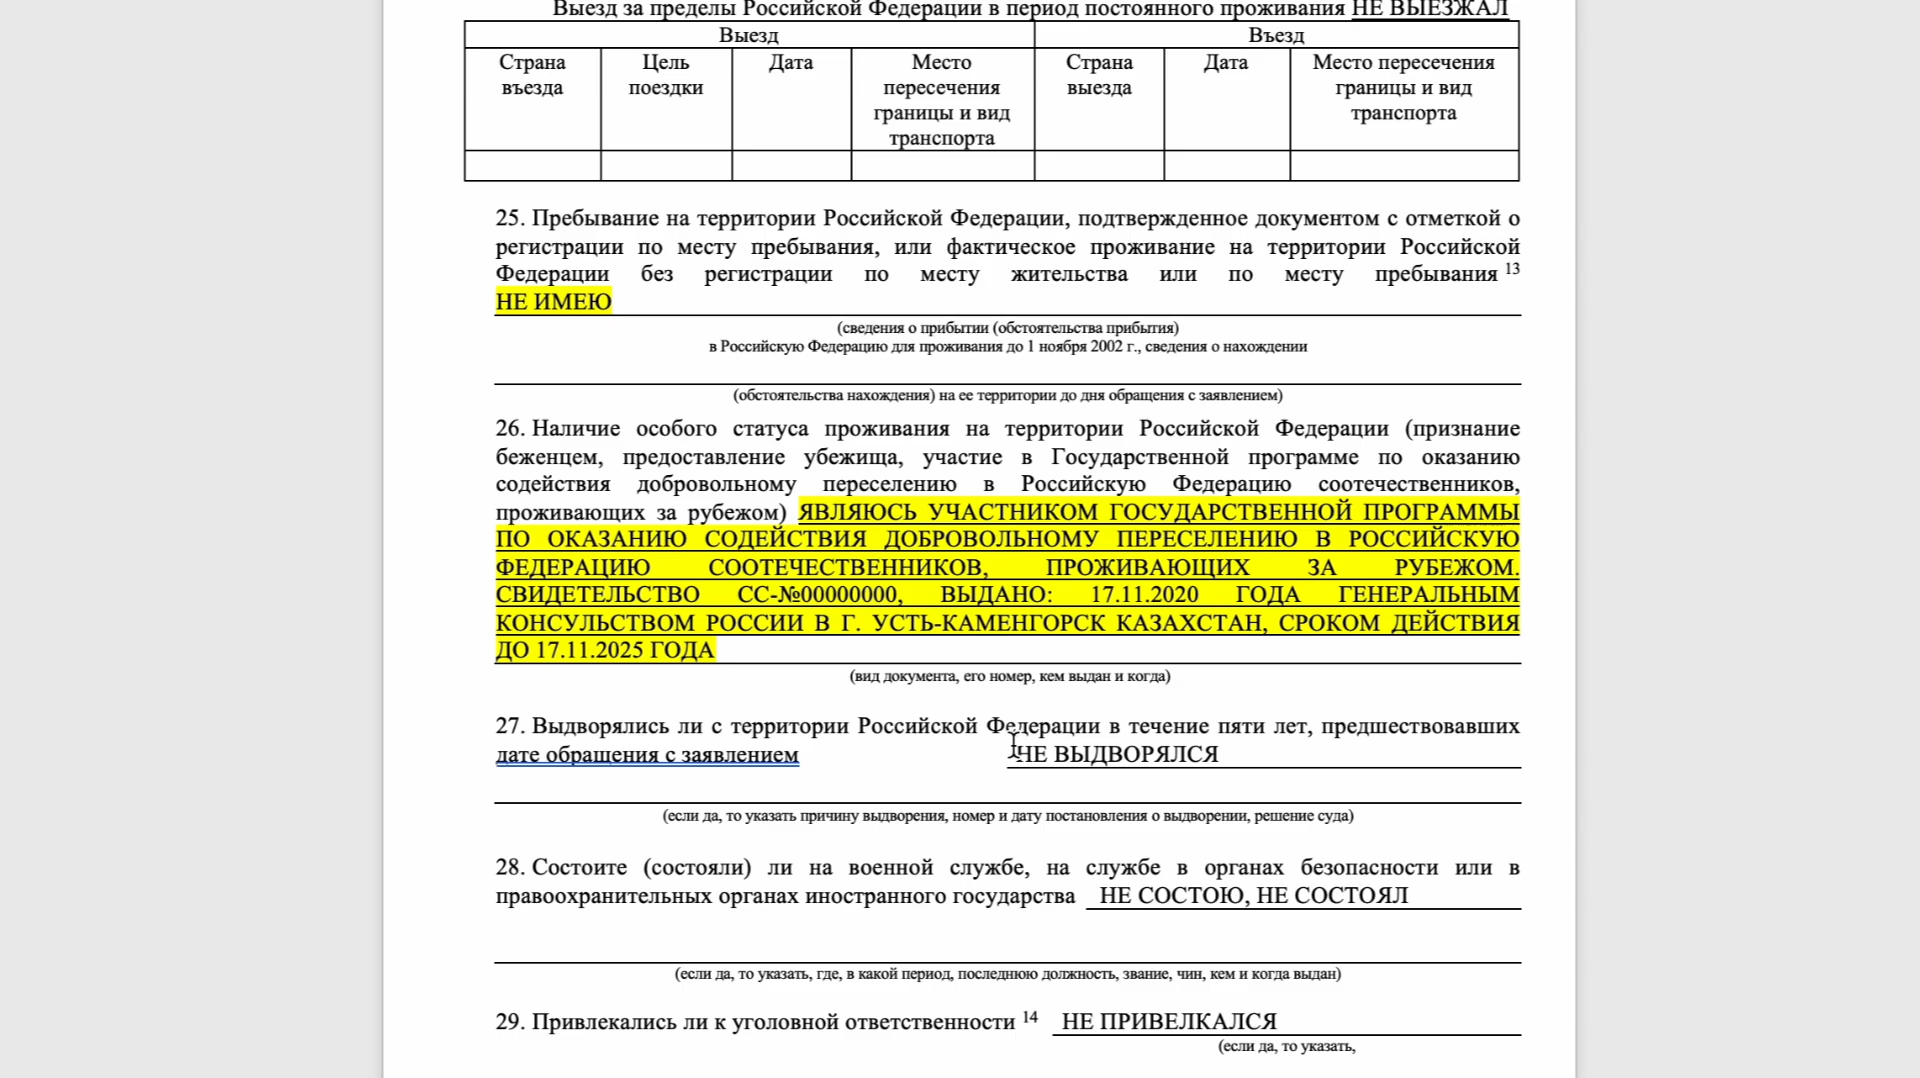 Выезд за пределы Российской Федерации в период постоянного проживания НЕ ВЫЕЗЖАЛ
Выезд Въезд
Страна въезда Цель поездки Дата Место пересечения границы и вид транспорта Страна выезда Дата Место пересечения границы и вид транспорта
25. Пребывание на территории Российской Федерации, подтвержденное документом с отметкой о
регистрации по месту пребывания, или фактическое проживание на территории Российской
Федерации без регистрации по месту жительства или по месту пребывания 13
НЕ ИМЕЮ
(сведения о прибытии (обстоятельства прибытия)
в Российскую Федерацию для проживания до 1 ноября 2002 г., сведения о нахождении
(обстоятельства нахождения) на ее территории до дня обращения с заявлением)
26. Наличие особого статуса проживания на территории Российской Федерации (признание
беженцем, предоставление убежища, участие в Государственной программе по оказанию
содействия добровольному переселению в Российскую Федерацию соотечественников,
проживающих за рубежом) ЯВЛЯЮСЬ УЧАСТНИКОМ ГОСУДАРСТВЕННОЙ ПРОГРАММЫ
ПО ОКАЗАНИЮ СОДЕЙСТВИЯ ДОБРОВОЛЬНОМУ ПЕРЕСЕЛЕНИЮ В РОССИЙСКУЮ
ФЕДЕРАЦИЮ СООТЕЧЕСТВЕННИКОВ, ПРОЖИВАЮЩИХ ЗА РУБЕЖОМ.
СВИДЕТЕЛЬСТВО СС-№00000000, ВЫДАНО: 17.11.2020 ГОДА ГЕНЕРАЛЬНЫМ
КОНСУЛЬСТВОМ РОССИИ В Г. УСТЬ-КАМЕНГОРСК КАЗАХСТАН, СРОКОМ ДЕЙСТВИЯ
ДО 17.11.2025 ГОДА
(вид документа, его номер, кем выдан и когда)
27. Выдворялись ли с территории Российской Федерации в течение пяти лет, предшествовавших
дате обращения с заявлением НЕ ВЫДВОРЯЛСЯ
(если да, то указать причину выдворения, номер и дату постановления о выдворении, решение суда)
28. Состоите (состояли) ли на военной службе, на службе в органах безопасности или в
правоохранительных органах иностранного государства НЕ СОСТОЮ, НЕ СОСТОЯЛ
(если да, то указать, где, в какой период, последнюю должность, звание, чин, кем и когда выдан)
29. Привлекались ли к уголовной ответственности 14 НЕ ПРИВЕЛКАЛСЯ
(если да, то указать,